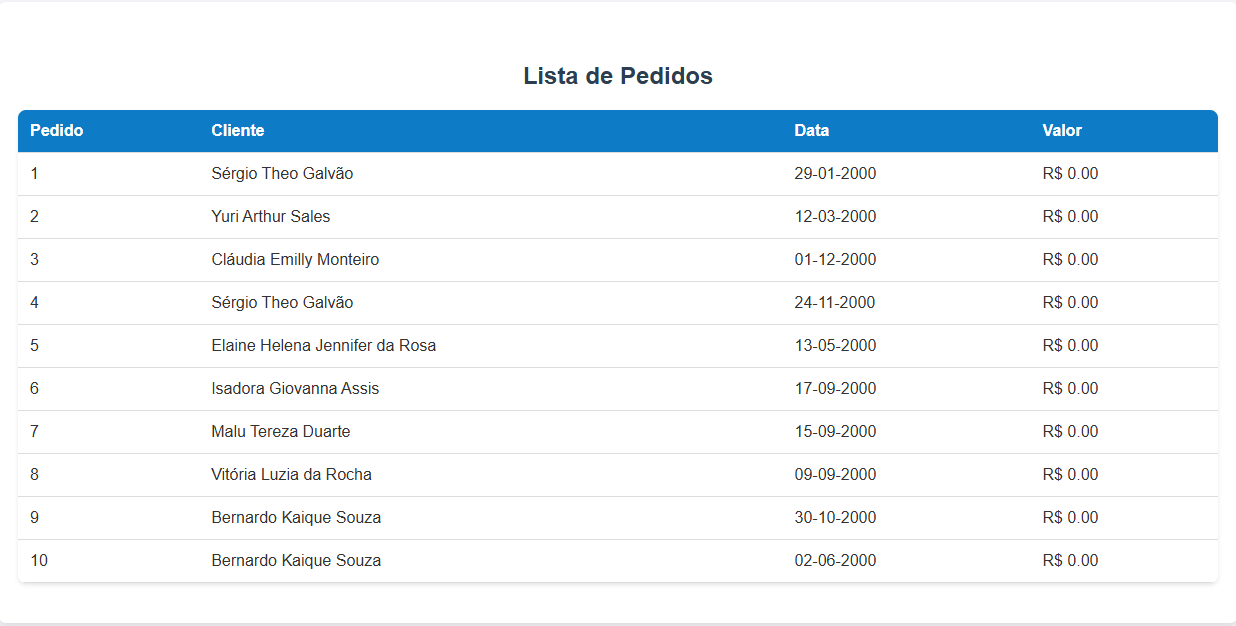 Lista de Pedidos
Pedido Cliente Data Valor
1 Sérgio Theo Galvão 29-01-2000 R$ 0.00
2 Yuri Arthur Sales 12-03-2000 R$ 0.00
3 Cláudia Emilly Monteiro 01-12-2000 R$ 0.00
4 Sérgio Theo Galvão 24-11-2000 R$ 0.00
5 Elaine Helena Jennifer da Rosa 13-05-2000 R$ 0.00
6 Isadora Giovanna Assis 17-09-2000 R$ 0.00
7 Malu Tereza Duarte 15-09-2000 R$ 0.00
8 Vitória Luzia da Rocha 09-09-2000 R$ 0.00
9 Bernardo Kaique Souza 30-10-2000 R$ 0.00
10 Bernardo Kaique Souza 02-06-2000 R$ 0.00